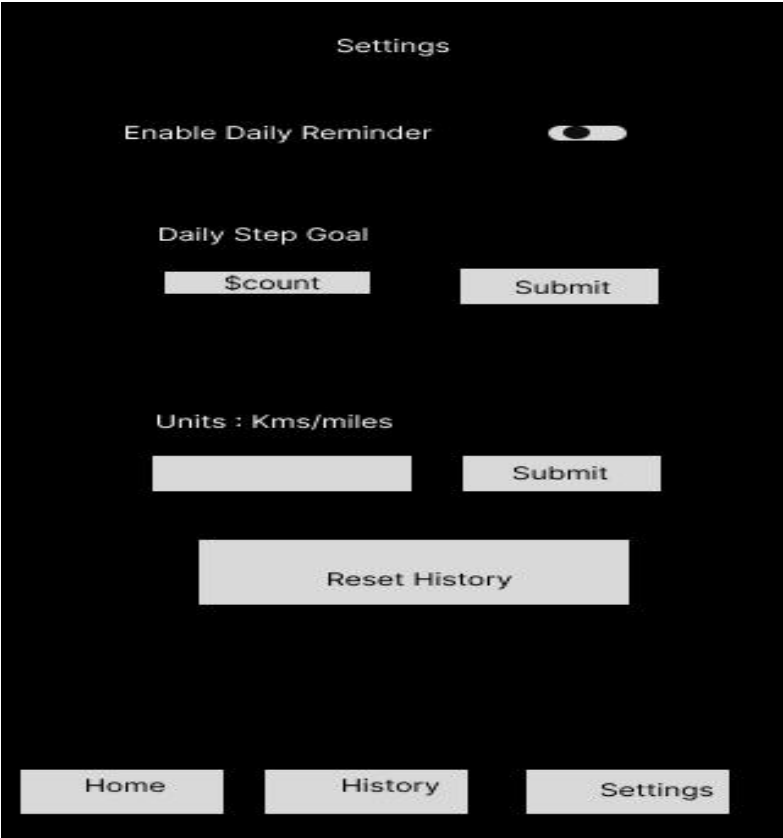 Settings
Enable Daily Reminder
Daily Step Goal
$count
Submit
Units : Kms/miles
Submit
Reset History
Home
History
Settings